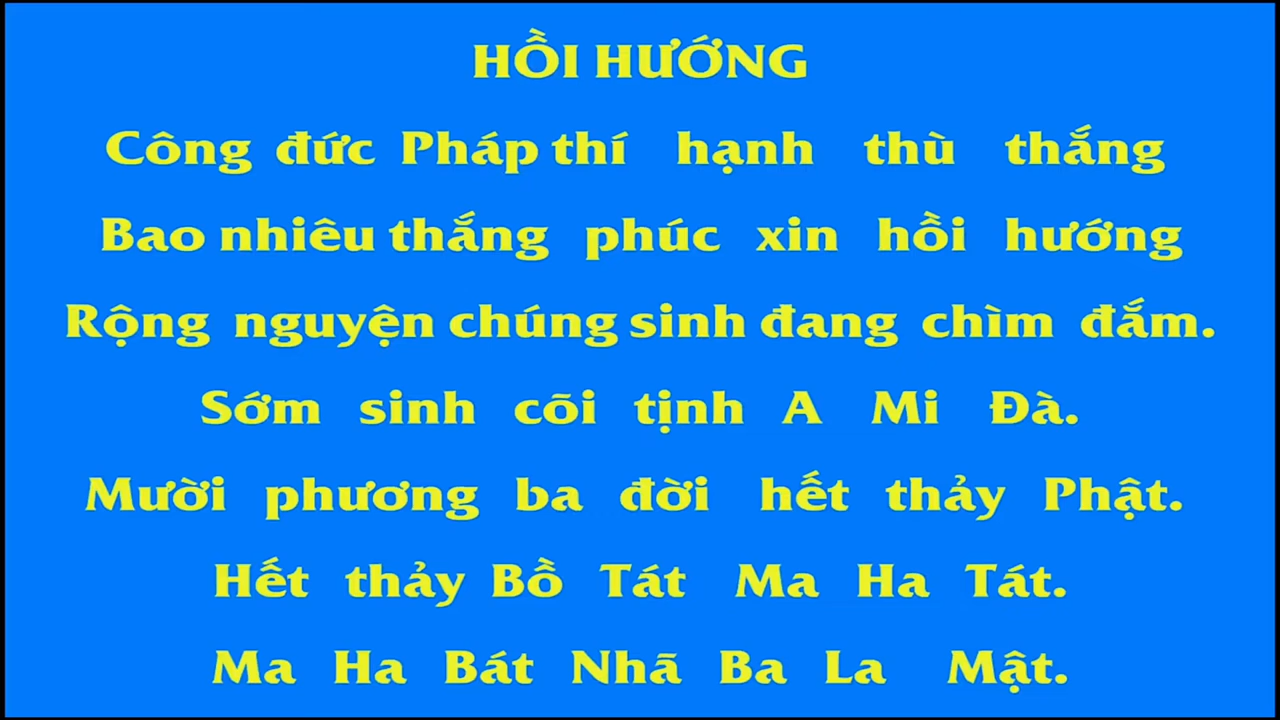 HỒI HƯỚNG
Công đức Pháp thí hạnh thù thắng
Bao nhiêu thắng phúc xin hồi hướng
Rộng nguyện chúng sinh đang chìm đắm.
Sớm sinh cõi tịnh A Mi Đà.
Mười phương ba đời hết thảy Phật.
Hết thảy Bồ Tát Ma Ha Tát.
Ma Ha Bát Nhã Ba La Mật.